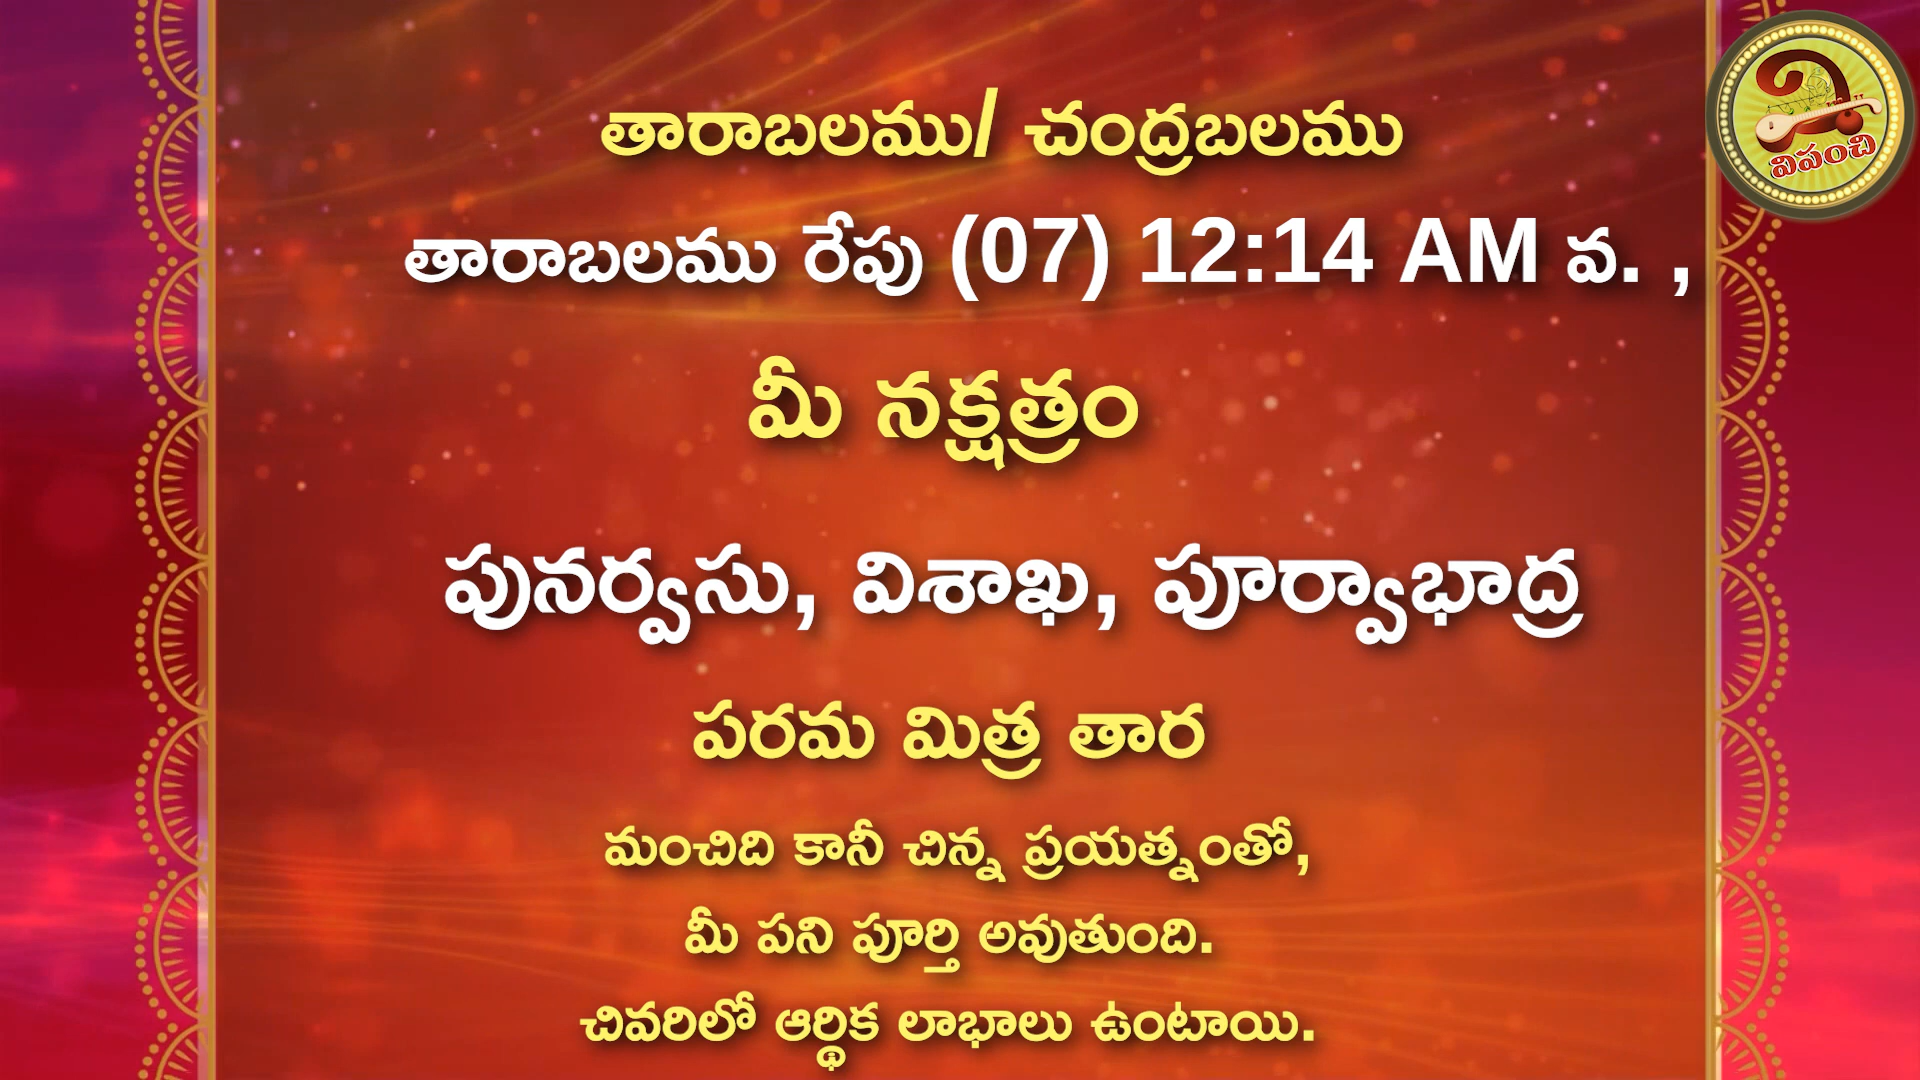 తారాబలము/ చంద్రబలము
విపంచి
తారాబలము రేపు (07) 12:14 AM వ. ,
మీ నక్షత్రం
పునర్వసు, విశాఖ, పూర్వాభాద్ర
పరమ మిత్ర తార
మంచిది కానీ చిన్న ప్రయత్నంతో,
మీ పని పూర్తి అవుతుంది.
చివరిలో ఆర్థిక లాభాలు ఉంటాయి.